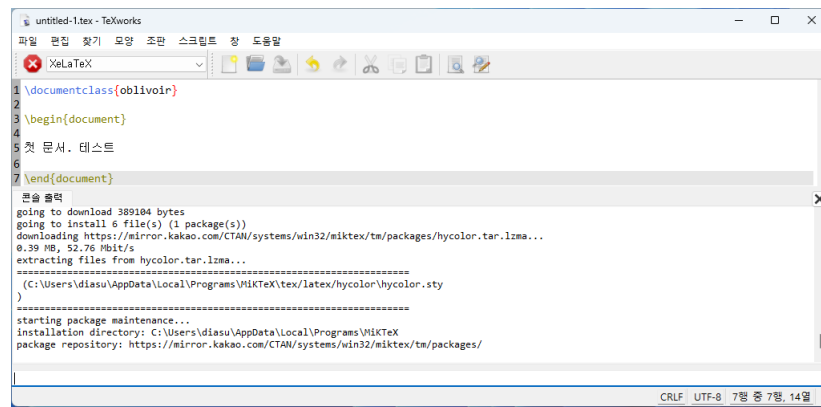 untitled-1.tex - TeXworks
파일 편집 찾기 모양 조판 스크립트 창 도움말
XeLaTeX
1 \documentclass{oblivoir}
2
3 \begin{document}
4
5 첫 문서. 테스트
6
7 \end{document}
콘솔 출력
going to download 389104 bytes
going to install 6 file(s) (1 package(s))
downloading https://mirror.kakao.com/CTAN/systems/win32/miktex/tm/packages/hycolor.tar.lzma...
0.39 MB, 52.76 Mbit/s
extracting files from hycolor.tar.lzma...
======================================================================
(C:\Users\diasu\AppData\Local\Programs\MiKTeX\tex/latex/hycolor\hycolor.sty
)
======================================================================
starting package maintenance...
installation directory: C:\Users\diasu\AppData\Local\Programs\MiKTeX
package repository: https://mirror.kakao.com/CTAN/systems/win32/miktex/tm/packages/
CRLF UTF-8 7행 중 7행, 14열